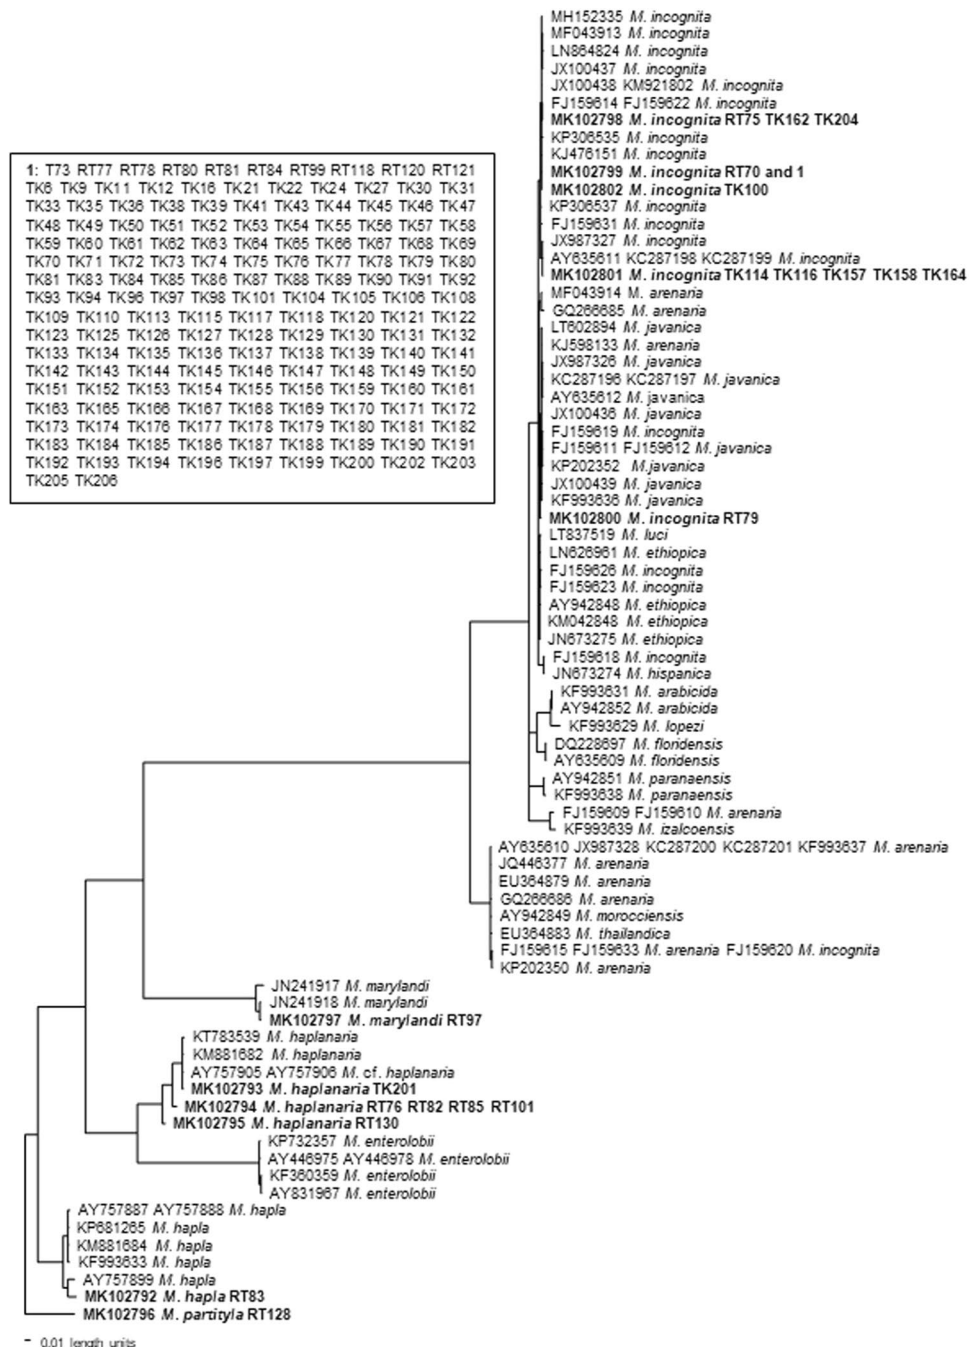 MH152335 M. incognita
MF043913 M. incognita
LN864824 M. incognita
JX100437 M. incognita
JX100438 KM921802 M. incognita
FJ159614 FJ159622 M. incognita
MK102798 M. incognita RT75 TK162 TK204
KP306535 M. incognita
KJ476151 M. incognita
MK102799 M. incognita RT70 and 1
MK102802 M. incognita TK100
KP306537 M. incognita
FJ159631 M. incognita
JX987327 M. incognita
AY635611 KC287198 KC287199 M. incognita
MK102801 M. incognita TK114 TK116 TK157 TK158 TK164
MF043914 M. arenaria
GQ266685 M. arenaria
LT602894 M. javanica
KJ598133 M. arenaria
JX987326 M. javanica
KC287196 KC287197 M. javanica
AY635612 M. javanica
JX100436 M. javanica
FJ159619 M. incognita
FJ159611 FJ159612 M. javanica
KP202352 M.javanica
JX100439 M. javanica
KF993636 M. javanica
MK102800 M. incognita RT79
LT837519 M. luci
LN626961 M. ethiopica
FJ159626 M. incognita
FJ159623 M. incognita
AY942848 M. ethiopica
KM042848 M. ethiopica
JN673275 M. ethiopica
FJ159618 M. incognita
JN673274 M. hispanica
KF993631 M. arabicida
AY942852 M. arabicida
KF993629 M. lopezi
DQ228697 M. floridensis
AY635609 M. floridensis
AY942851 M. paranaensis
KF993638 M. paranaensis
FJ159609 FJ159610 M. arenaria
KF993639 M. izalcoensis
AY635610 JX987328 KC287200 KC287201 KF993637 M. arenaria
JQ446377 M. arenaria
EU364879 M. arenaria
GQ266686 M. arenaria
AY942849 M. morocciensis
EU364883 M. thailandica
FJ159615 FJ159633 M. arenaria FJ159620 M. incognita
KP202350 M. arenaria
JN241917 M. marylandi
JN241918 M. marylandi
MK102797 M. marylandi RT97
KT783539 M. haplanaria
KM881682 M. haplanaria
AY757905 AY757906 M. cf. haplanaria
MK102793 M. haplanaria TK201
MK102794 M. haplanaria RT76 RT82 RT85 RT101
MK102795 M. haplanaria RT130
KP732357 M. enterolobii
AY446975 AY446978 M. enterolobii
KF360359 M. enterolobii
AY831967 M. enterolobii
AY757887 AY757888 M. hapla
KP681265 M. hapla
KM881684 M. hapla
KF993633 M. hapla
AY757899 M. hapla
MK102792 M. hapla RT83
MK102796 M. partityla RT128
0.01 length units
1: T73 RT77 RT78 RT80 RT81 RT84 RT99 RT118 RT120 RT121
TK6 TK9 TK11 TK12 TK16 TK21 TK22 TK24 TK27 TK30 TK31
TK33 TK35 TK36 TK38 TK39 TK41 TK43 TK44 TK45 TK46 TK47
TK48 TK49 TK50 TK51 TK52 TK53 TK54 TK55 TK56 TK57 TK58
TK59 TK60 TK61 TK62 TK63 TK64 TK65 TK66 TK67 TK68 TK69
TK70 TK71 TK72 TK73 TK74 TK75 TK76 TK77 TK78 TK79 TK80
TK81 TK83 TK84 TK85 TK86 TK87 TK88 TK89 TK90 TK91 TK92
TK93 TK94 TK96 TK97 TK98 TK101 TK104 TK105 TK106 TK108
TK109 TK110 TK113 TK115 TK117 TK118 TK120 TK121 TK122
TK123 TK125 TK126 TK127 TK128 TK129 TK130 TK131 TK132
TK133 TK134 TK135 TK136 TK137 TK138 TK139 TK140 TK141
TK142 TK143 TK144 TK145 TK146 TK147 TK148 TK149 TK150
TK151 TK152 TK153 TK154 TK155 TK156 TK159 TK160 TK161
TK163 TK165 TK166 TK167 TK168 TK169 TK170 TK171 TK172
TK173 TK174 TK176 TK177 TK178 TK179 TK180 TK181 TK182
TK183 TK184 TK185 TK186 TK187 TK188 TK189 TK190 TK191
TK192 TK193 TK194 TK196 TK197 TK199 TK200 TK202 TK203
TK205 TK206